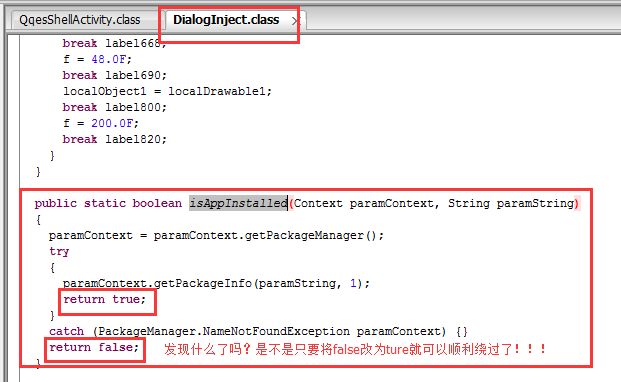 QqesShellActivity.class DialogInject.class
break label668;
f = 48.0F;
break label690;
localObject1 = localDrawable1;
break label800;
f = 200.0F;
break label820;
}
}
public static boolean isAppInstalled(Context paramContext, String paramString)
{
paramContext = paramContext.getPackageManager();
try
{
paramContext.getPackageInfo(paramString, 1);
return true;
}
catch (PackageManager.NameNotFoundException paramContext) {}
return false; 发现什么了吗？是不是只要将false改为ture就可以顺利绕过了！！！
}